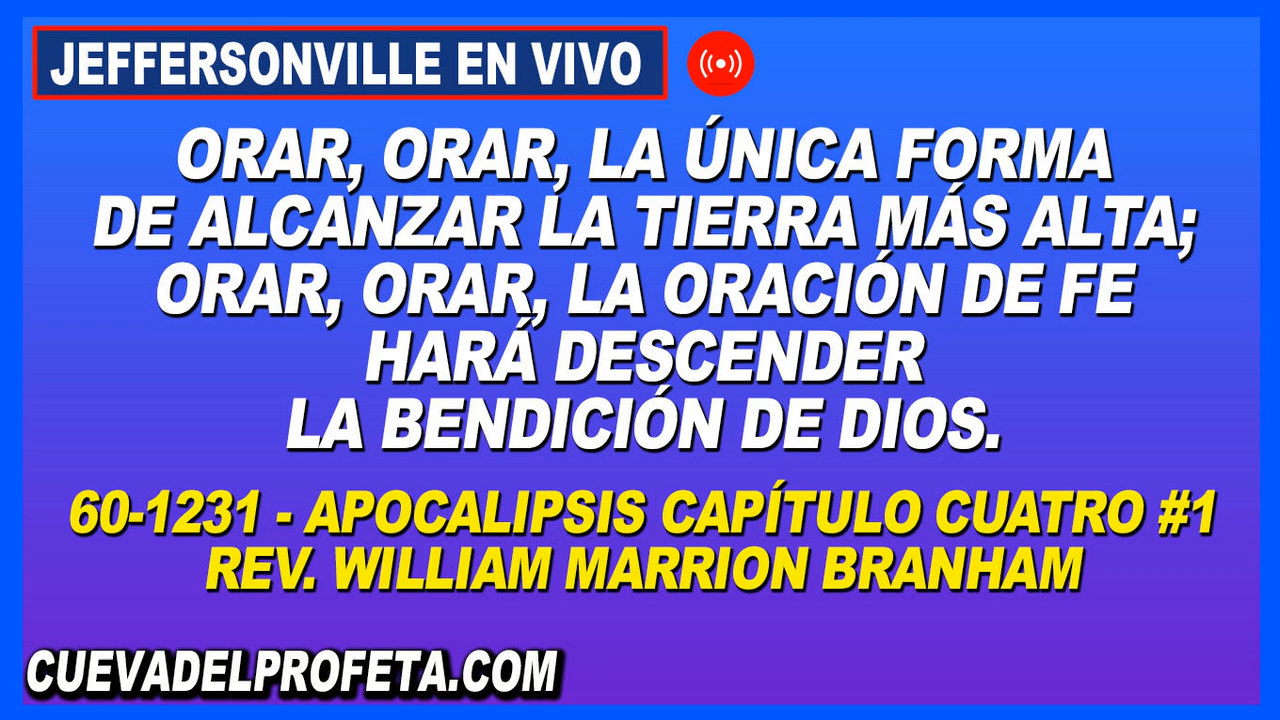 JEFFERSONVILLE EN VIVO
ORAR, ORAR, LA ÚNICA FORMA
DE ALCANZAR LA TIERRA MÁS ALTA;
ORAR, ORAR, LA ORACIÓN DE FE
HARÁ DESCENDER
LA BENDICIÓN DE DIOS.
60-1231 - APOCALIPSIS CAPÍTULO CUATRO #1
REV. WILLIAM MARRION BRANHAM
CUEVADELPROFETA.COM